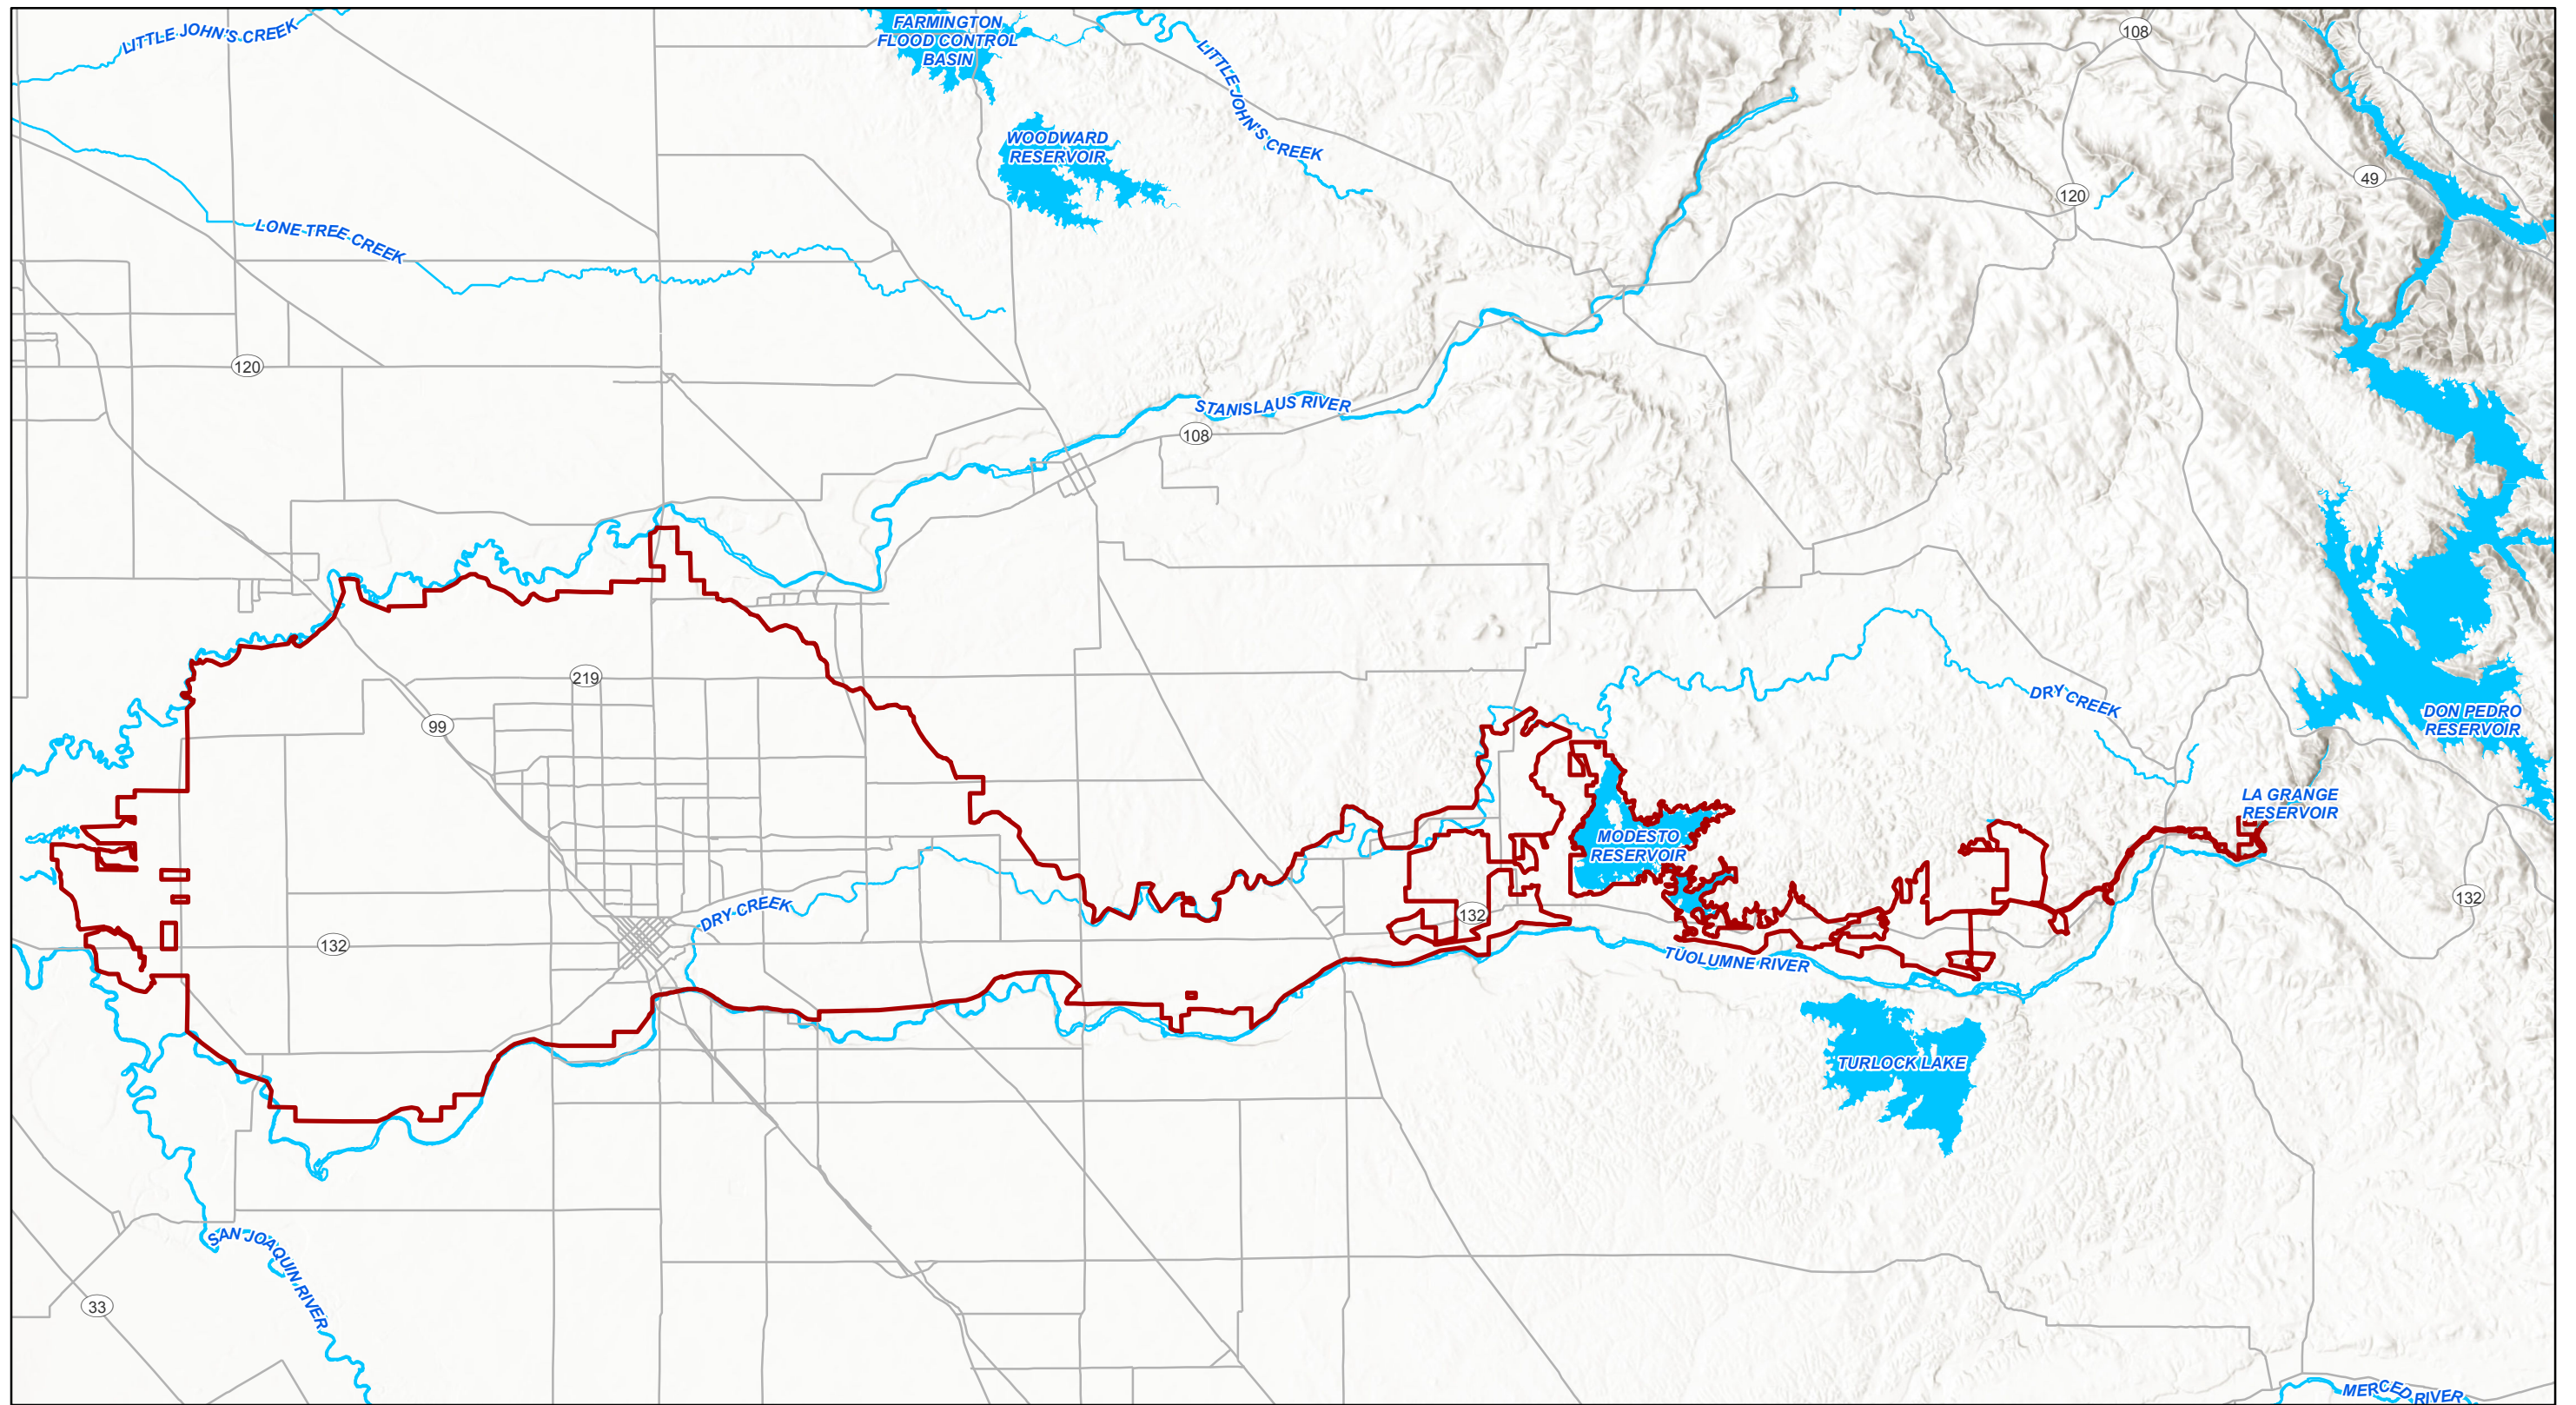 LITTLE JOHN'S CREEK
FARMINGTON
FLOOD CONTROL
BASIN
LITTLE JOHN'S CREEK
108
WOODWARD
RESERVOIR
49
120
LONE TREE CREEK
120
STANISLAUS RIVER
108
219
99
DRY CREEK
DON PEDRO
RESERVOIR
LA GRANGE
RESERVOIR
MODESTO
RESERVOIR
DRY CREEK
132
132
132
TUOLUMNE RIVER
TURLOCK LAKE
SAN JOAQUIN RIVER
33
MERCED RIVER